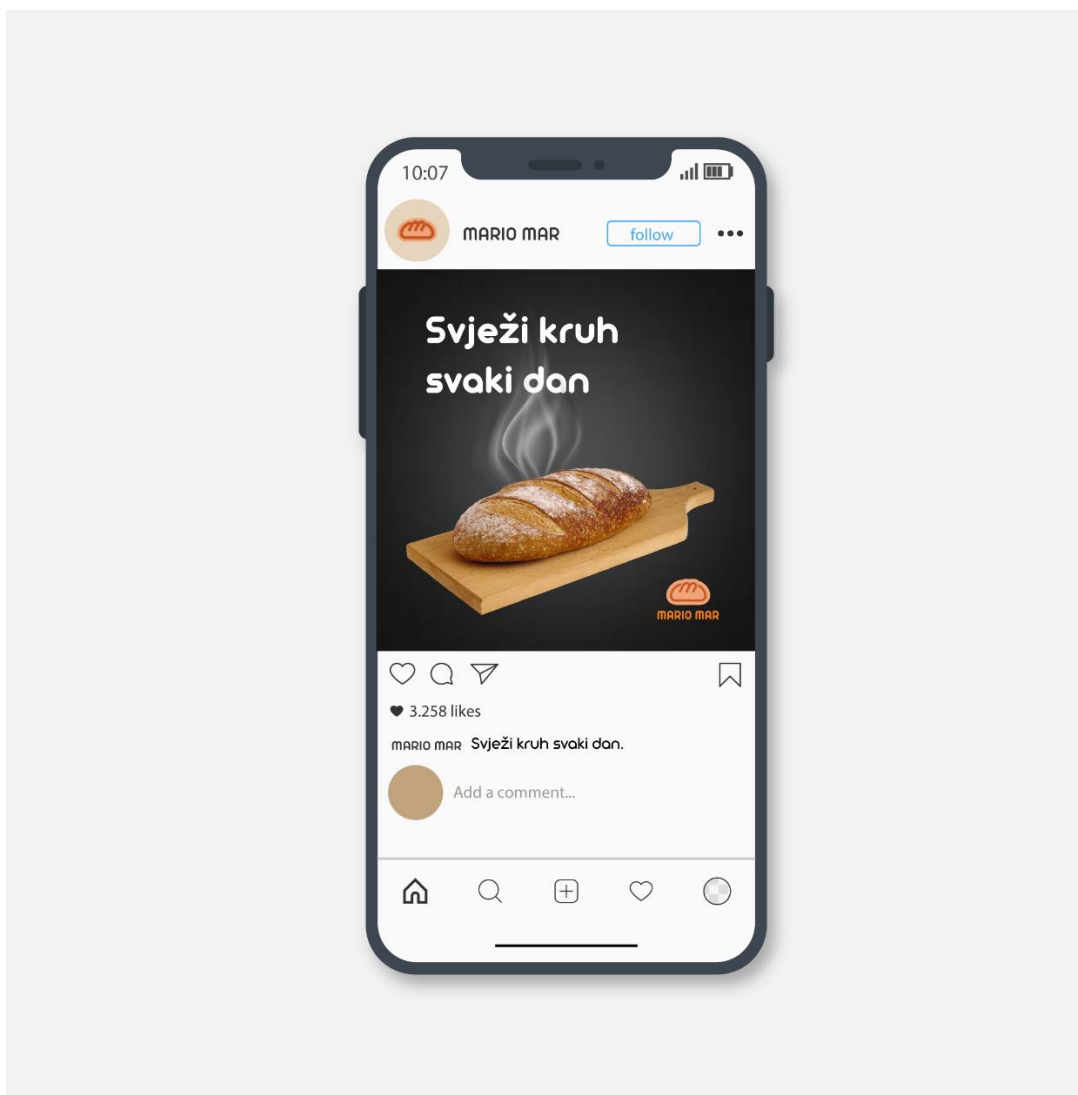 10:07
MARIO MAR
follow
Svježi kruh
svaki dan
MARIO MAR
3.258 likes
MARIO MAR Svježi kruh svaki dan.
Add a comment...